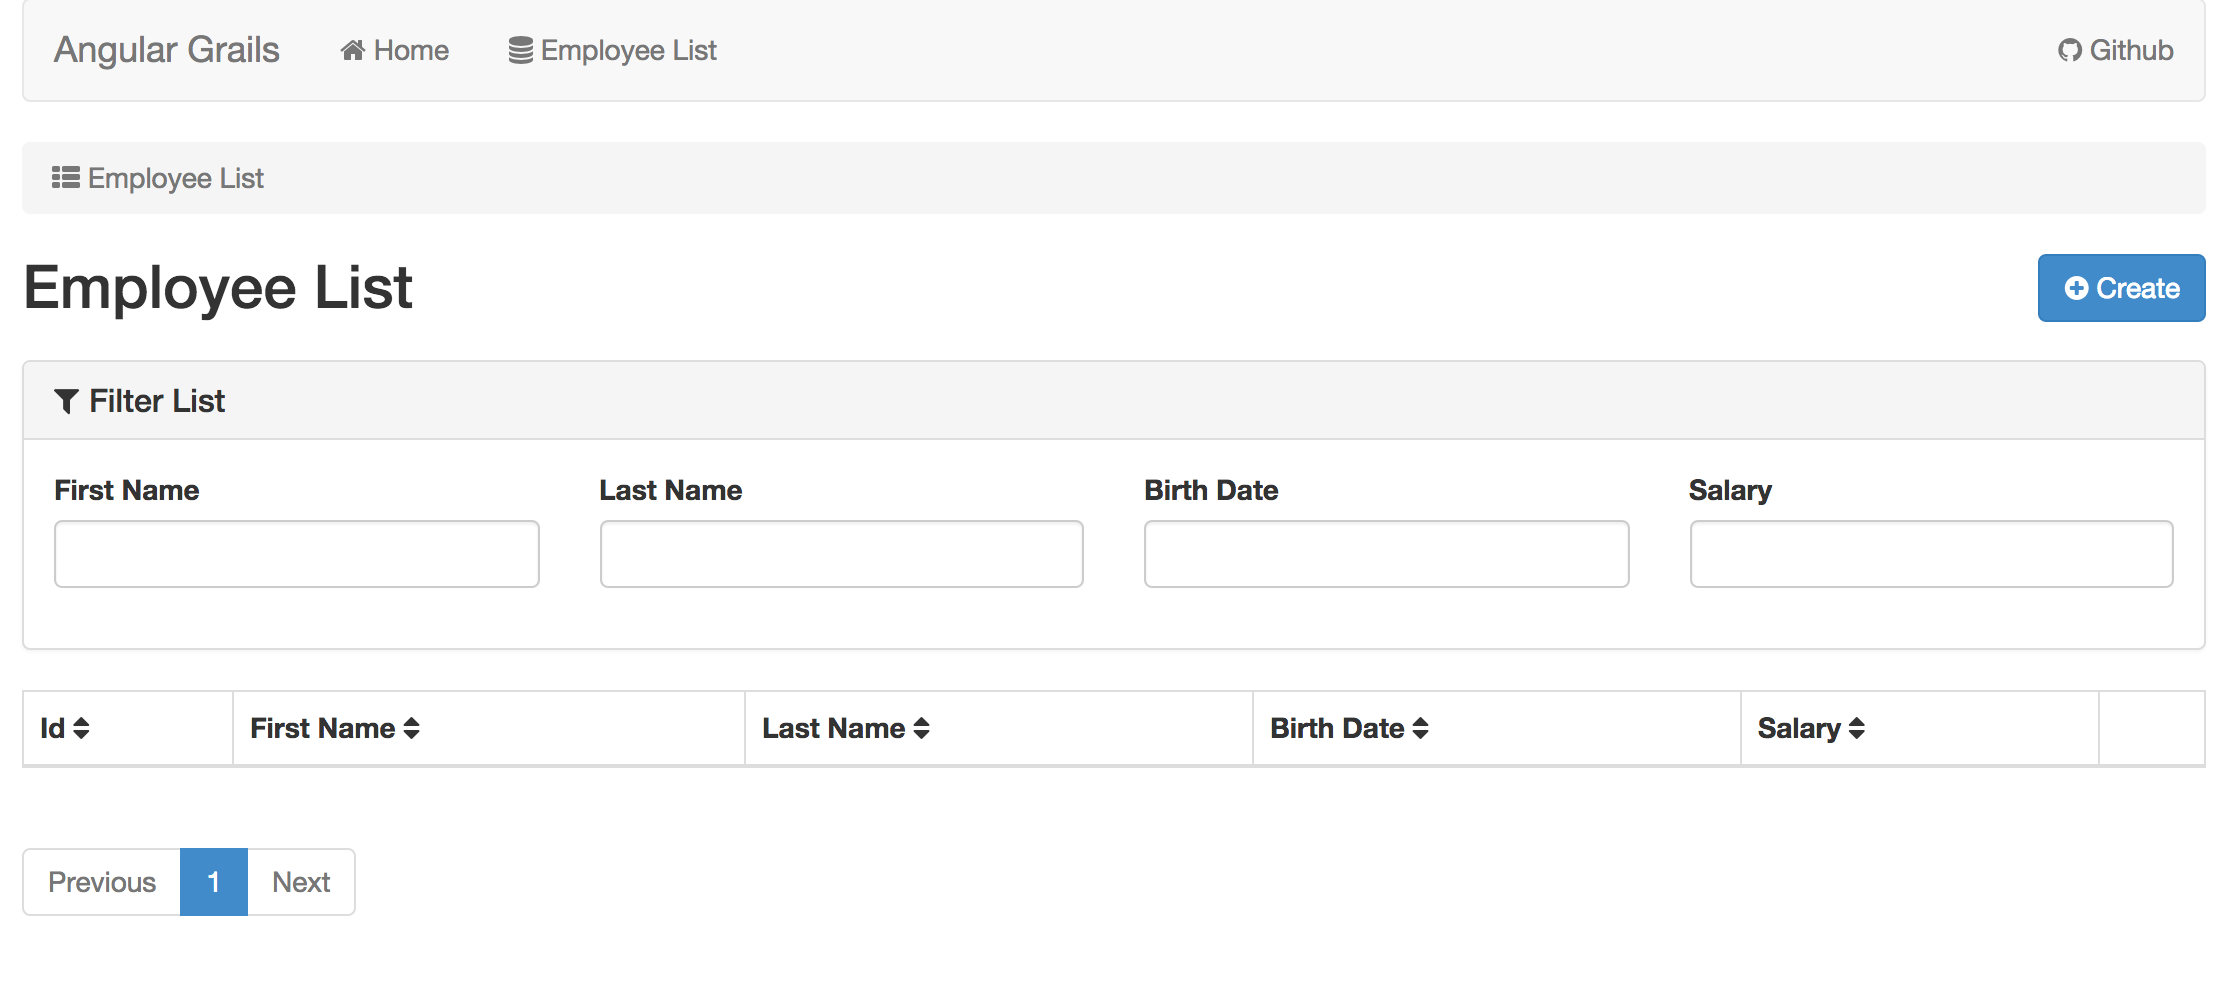 Angular Grails Home Employee List Github
Employee List
Employee List Create
Filter List
First Name Last Name Birth Date Salary
Id First Name Last Name Birth Date Salary
Previous 1 Next